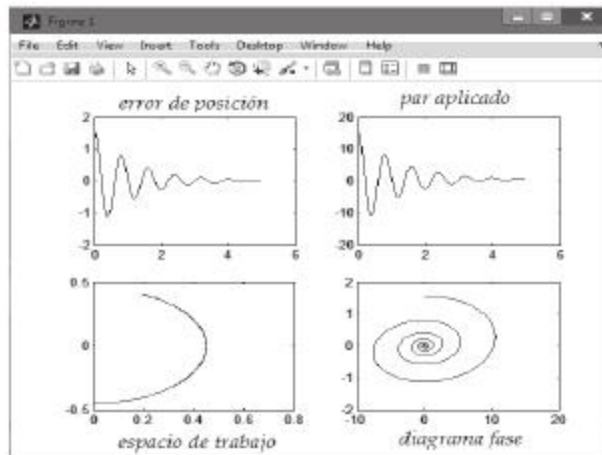 Figure 1
File Edit View Insert Tools Desktop Window Help
error de posición
par aplicado
2
1
0
-1
-2
0 2 4 6
20
10
0
-10
-20
0 2 4 6
0.5
0
-0.5
0 0.2 0.4 0.6 0.8
espacio de trabajo
2
1
0
-1
-2
-10 0 10 20
diagrama fase